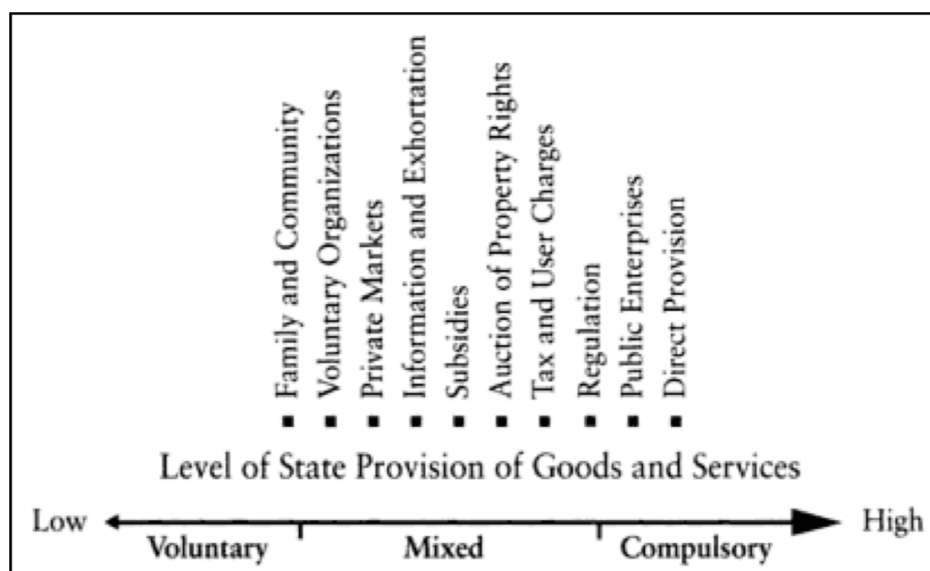 Family and Community
Voluntary Organizations
Private Markets
Information and Exhortation
Subsidies
Auction of Property Rights
Tax and User Charges
Regulation
Public Enterprises
Direct Provision
Level of State Provision of Goods and Services
Low High
Voluntary Mixed Compulsory